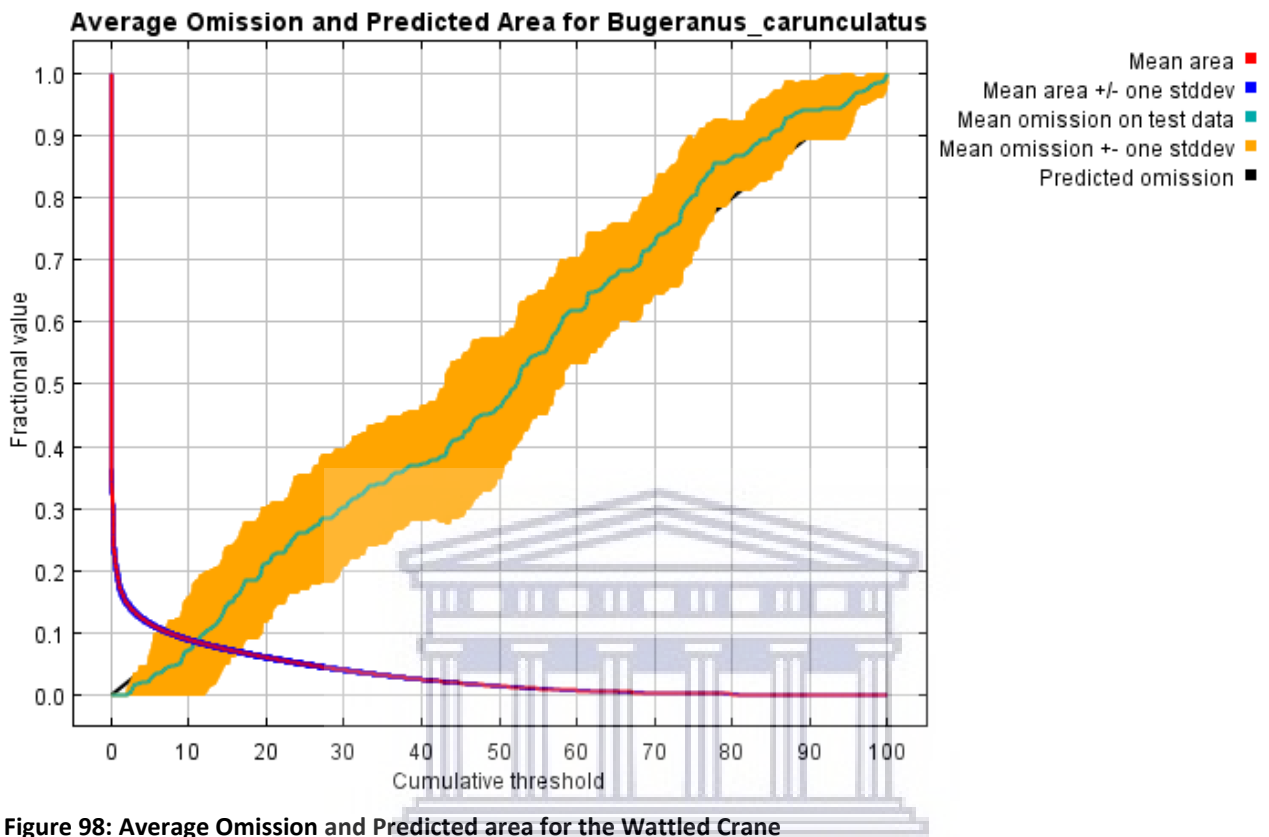 Average Omission and Predicted Area for Bugeranus_carunculatus
Mean area
Mean area +/- one stddev
Mean omission on test data
Mean omission +- one stddev
Predicted omission
Fractional value
1.0
0.9
0.8
0.7
0.6
0.5
0.4
0.3
0.2
0.1
0.0
0 10 20 30 40 50 60 70 80 90 100
Cumulative threshold
Figure 98: Average Omission and Predicted area for the Wattled Crane